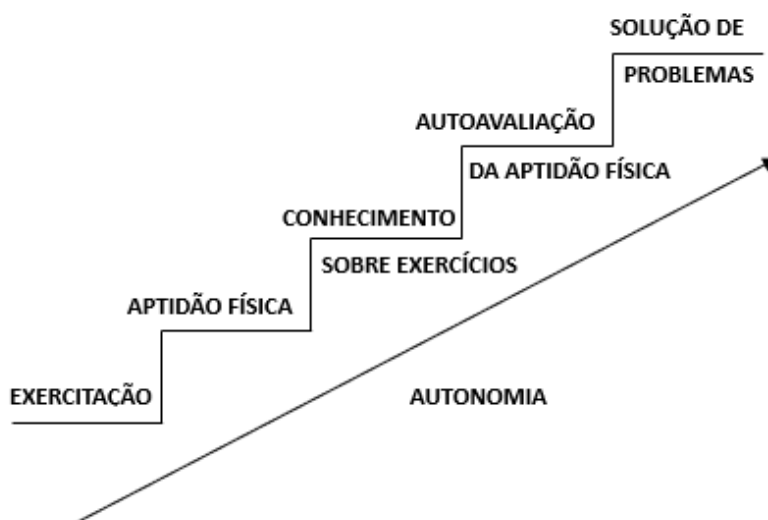 SOLUÇÃO DE
PROBLEMAS
AUTOAVALIAÇÃO
DA APTIDÃO FÍSICA
CONHECIMENTO
SOBRE EXERCÍCIOS
APTIDÃO FÍSICA
EXERCITAÇÃO
AUTONOMIA